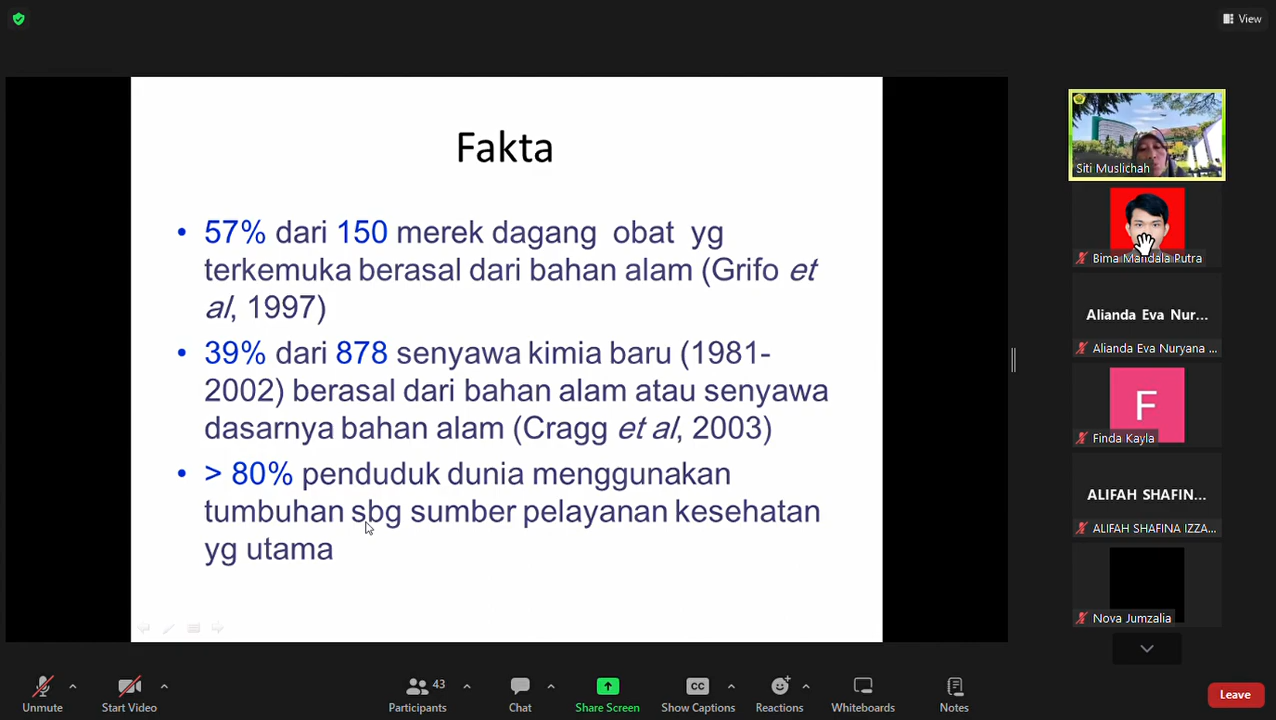 View
Fakta
• 57% dari 150 merek dagang obat yg
terkemuka berasal dari bahan alam (Grifo et
al, 1997)
• 39% dari 878 senyawa kimia baru (1981-
2002) berasal dari bahan alam atau senyawa
dasarnya bahan alam (Cragg et al, 2003)
• > 80% penduduk dunia menggunakan
tumbuhan sbg sumber pelayanan kesehatan
yg utama
Siti Muslichah
Bima Mandala Putra
Alianda Eva Nur...
Alianda Eva Nuryana ...
F
Finda Kayla
ALIFAH SHAFIN...
ALIFAH SHAFINA IZZA...
Nova Jumzalia
Unmute
Start Video
43
Participants
Chat
Share Screen
CC
Show Captions
Reactions
Whiteboards
Notes
Leave